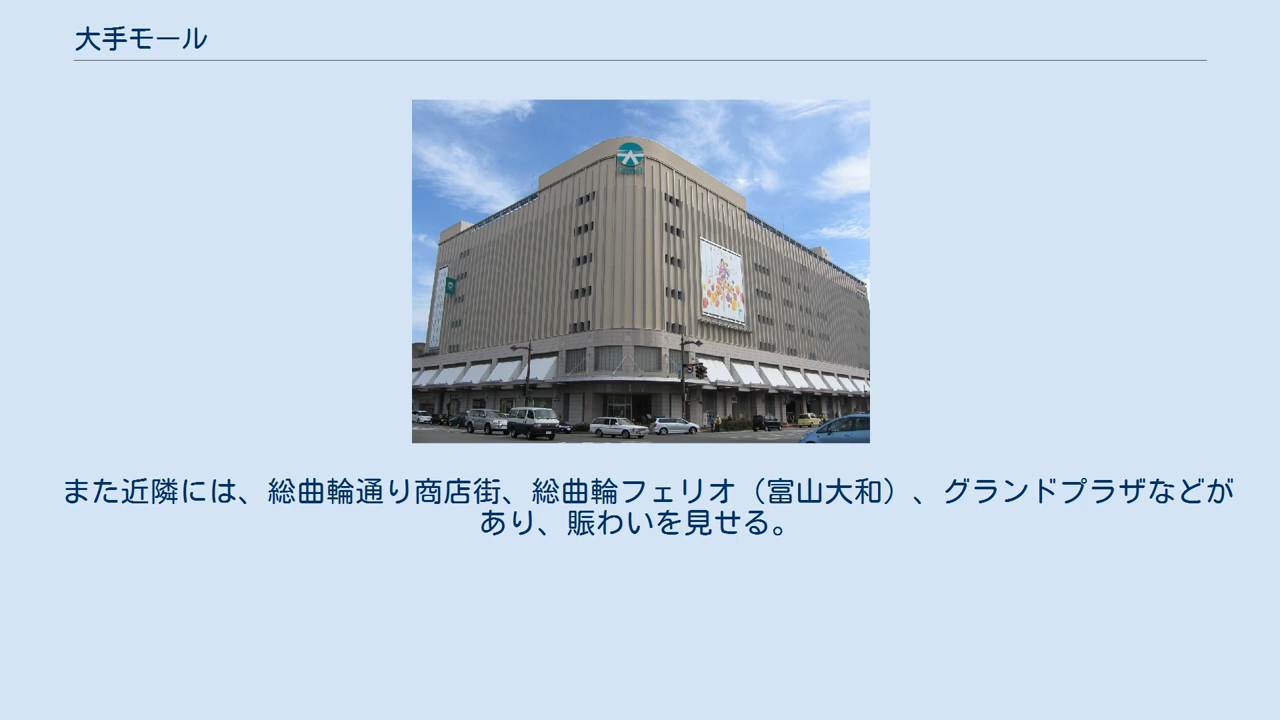 大手モール
また近隣には、総曲輪通り商店街、総曲輪フェリオ（富山大和）、グランドプラザなどが
あり、賑わいを見せる。